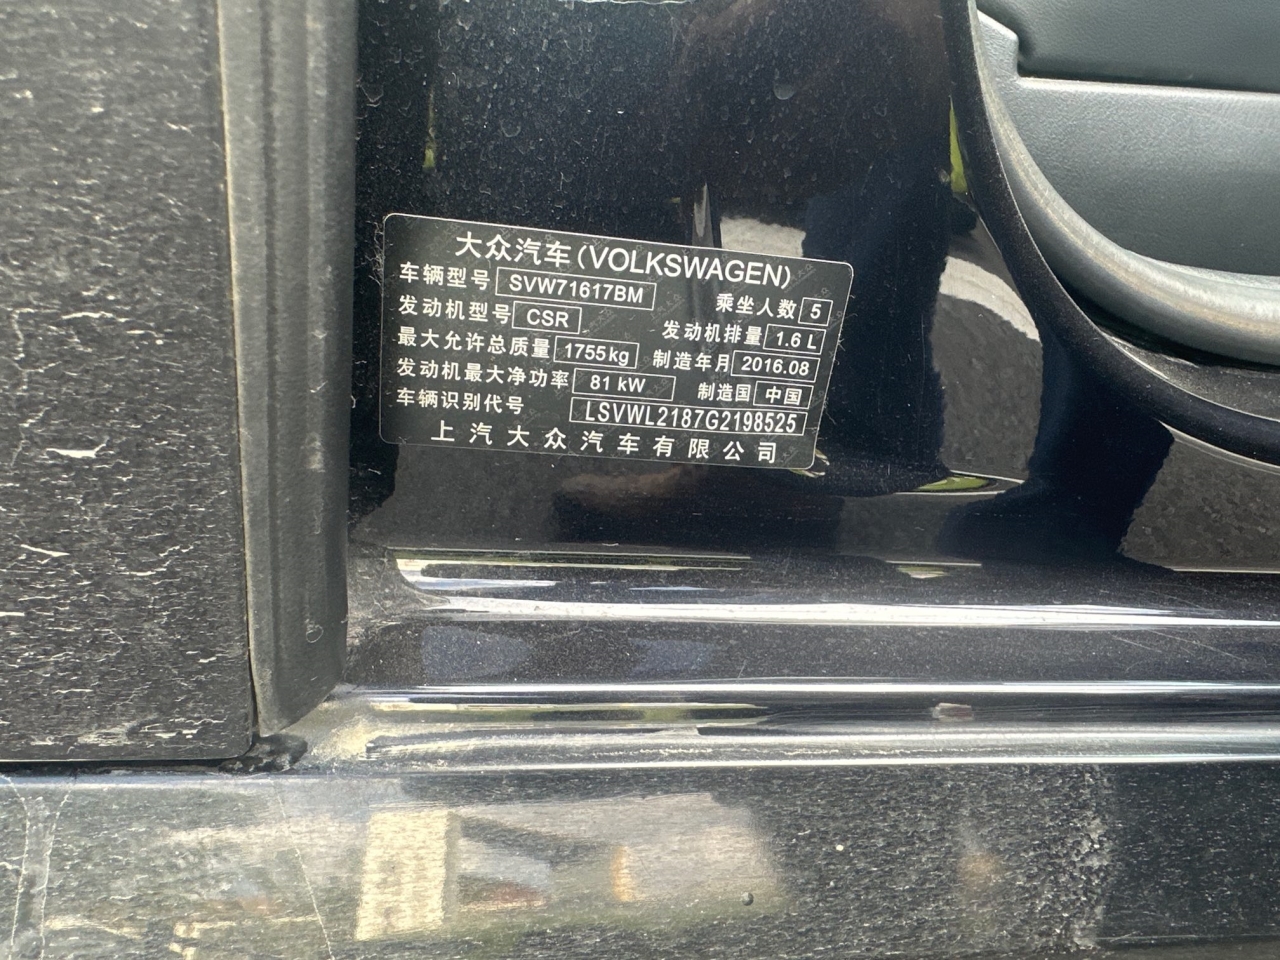 大众汽车(VOLKSWAGEN)
车辆型号 SVW71617BM 乘坐人数 5
发动机型号 CSR 发动机排量 1.6 L
最大允许总质量 1755kg 制造年月 2016.08
发动机最大净功率 81 kW 制造国 中国
车辆识别代号 LSVWL2187G2198525
上汽大众汽车有限公司